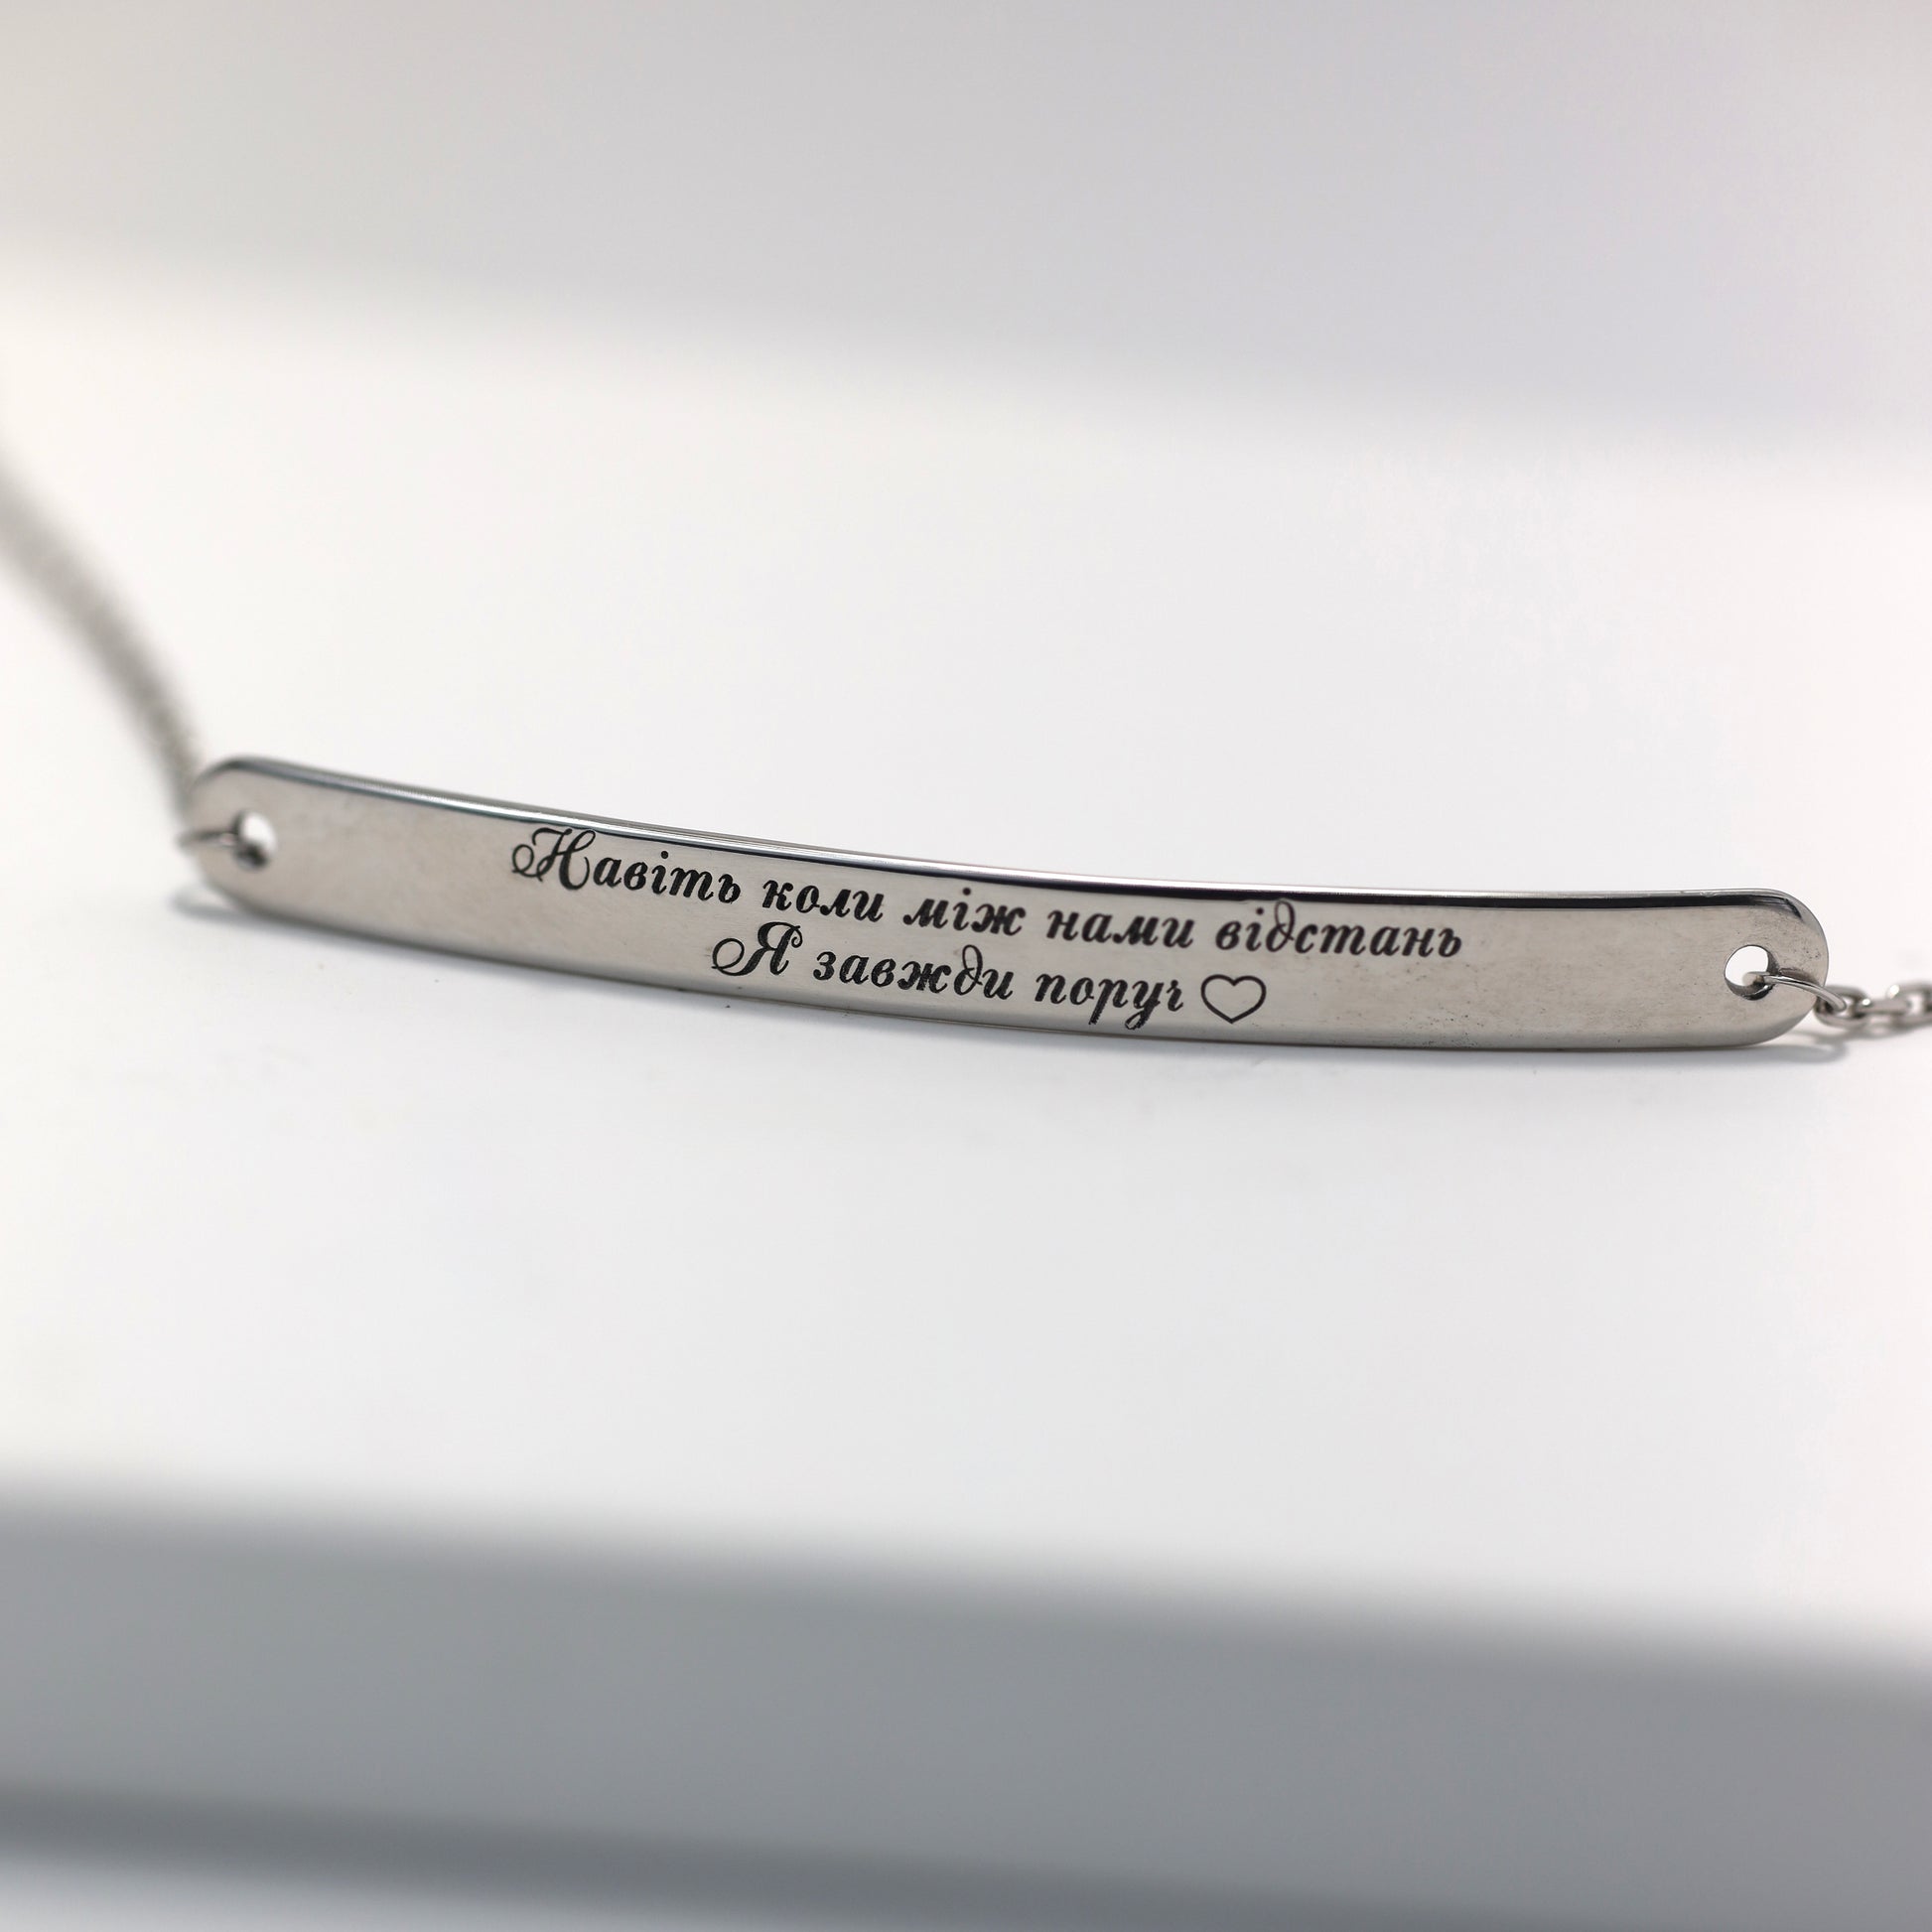 Навіть коли між нами відстань
Я завжди поруч ♡